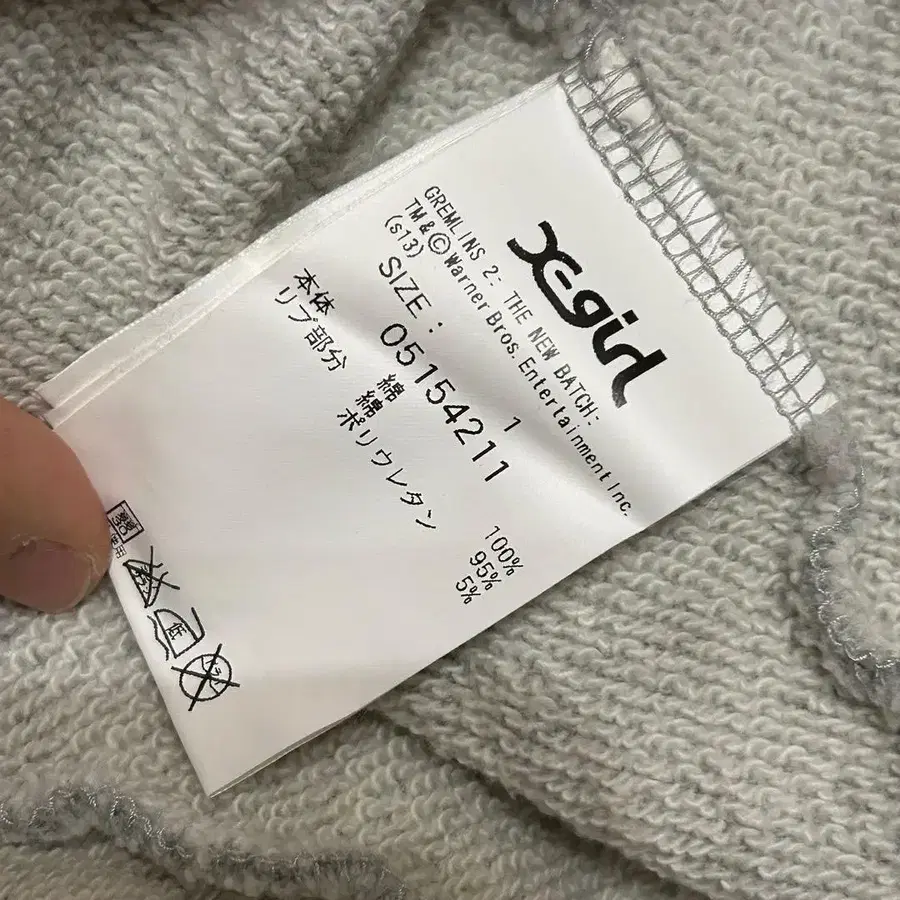 X-girl
GREMLINS 2: THE NEW BATCH:
TM & © Warner Bros. Entertainment Inc.
(s13)
SIZE: 1
05154211
本体 綿 100%
リブ部分 綿 95%
ポリウレタン 5%
低